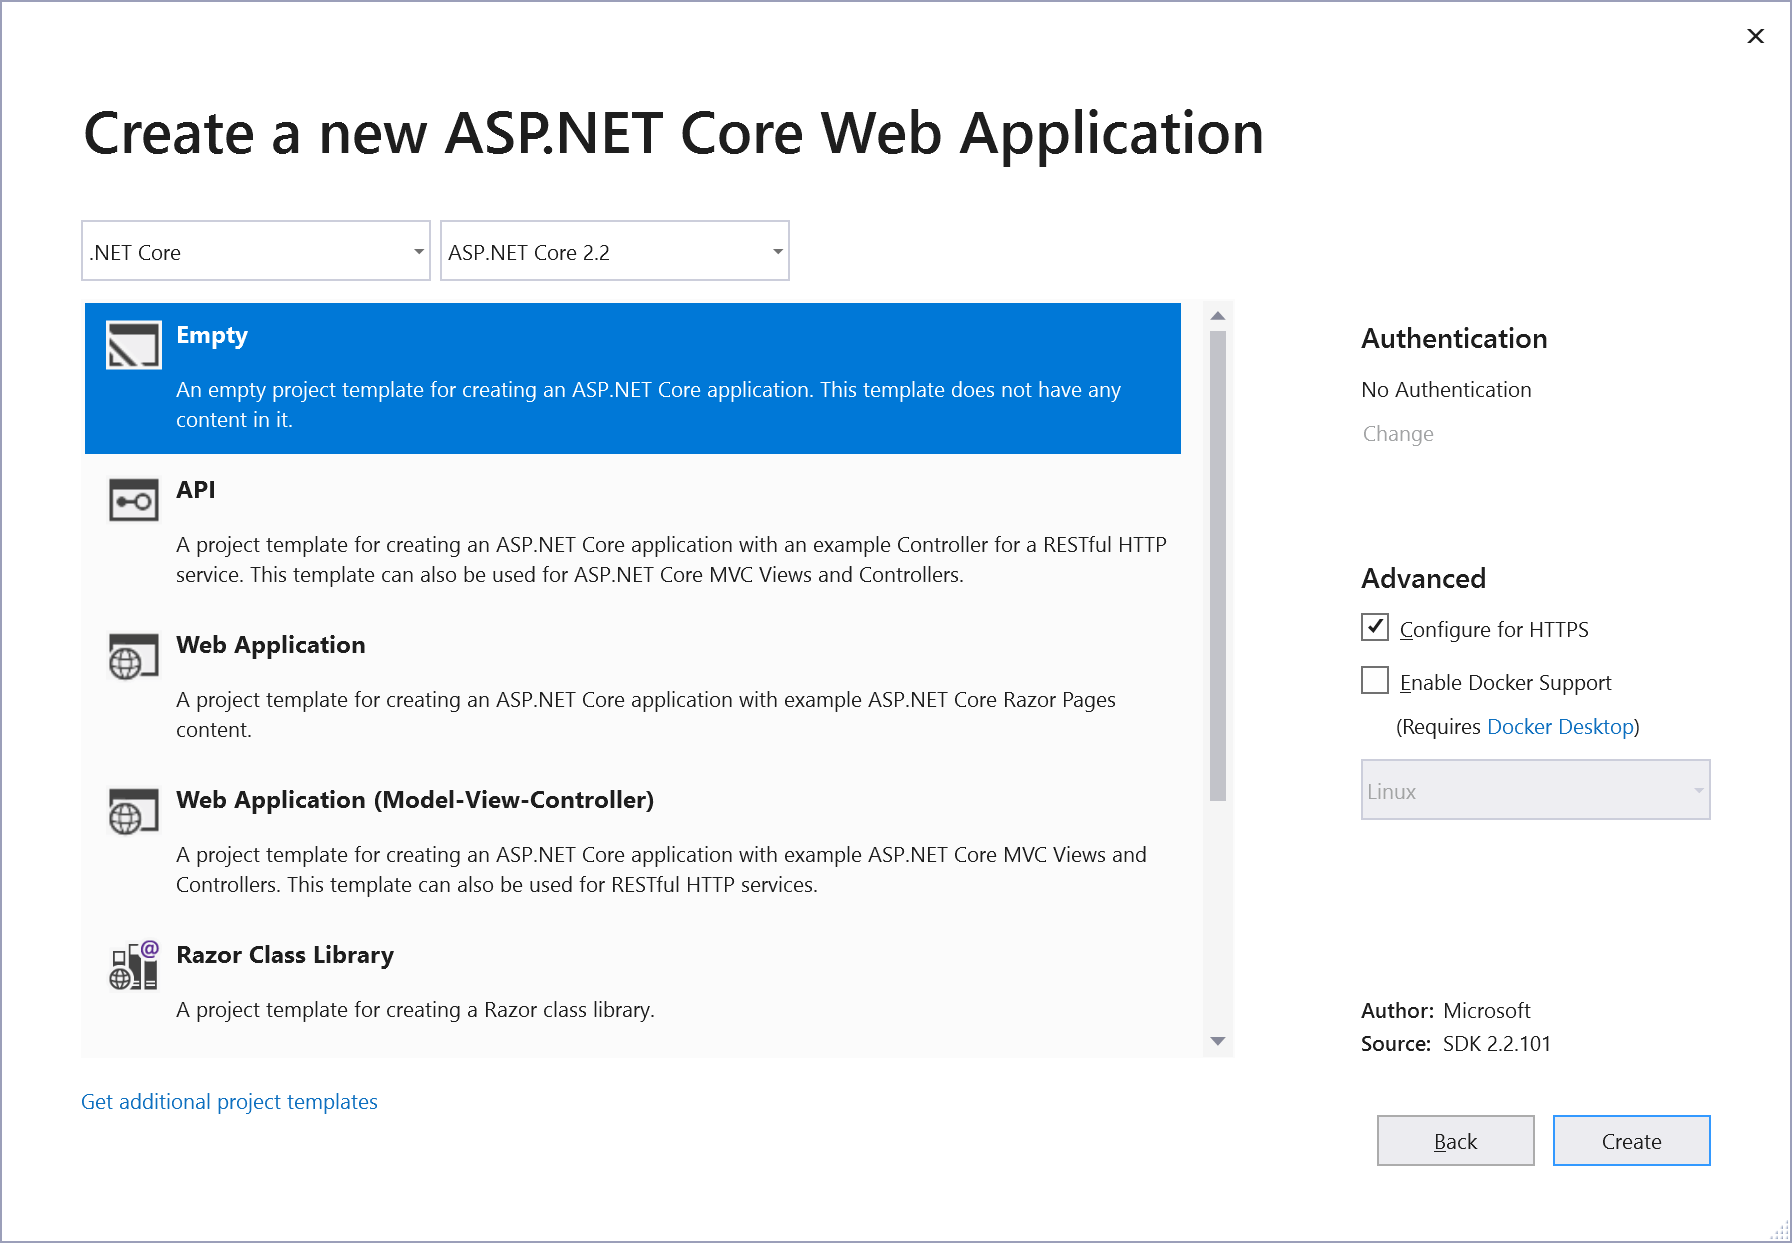 Create a new ASP.NET Core Web Application
.NET Core
ASP.NET Core 2.2
Empty
An empty project template for creating an ASP.NET Core application. This template does not have any
content in it.
API
A project template for creating an ASP.NET Core application with an example Controller for a RESTful HTTP
service. This template can also be used for ASP.NET Core MVC Views and Controllers.
Web Application
A project template for creating an ASP.NET Core application with example ASP.NET Core Razor Pages
content.
Web Application (Model-View-Controller)
A project template for creating an ASP.NET Core application with example ASP.NET Core MVC Views and
Controllers. This template can also be used for RESTful HTTP services.
@
Razor Class Library
A project template for creating a Razor class library.
Get additional project templates
Authentication
No Authentication
Change
Advanced
Configure for HTTPS
Enable Docker Support
(Requires Docker Desktop)
Linux
Author: Microsoft
Source: SDK 2.2.101
Back
Create